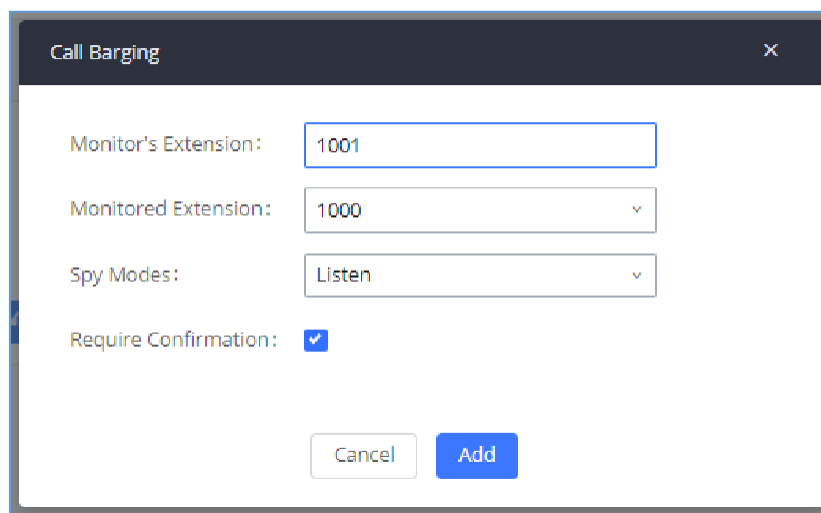 Call Barging
Monitor's Extension: 1001
Monitored Extension: 1000
Spy Modes: Listen
Require Confirmation:
Cancel Add